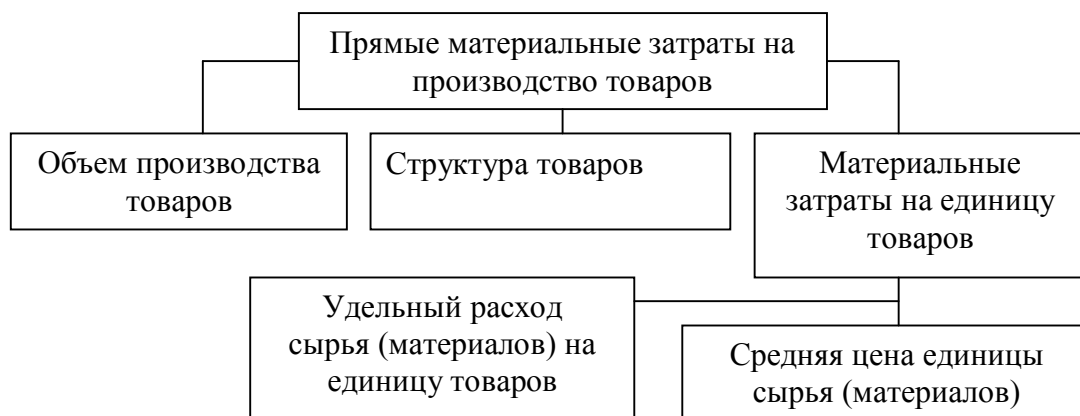 Прямые материальные затраты на
производство товаров
Объем производства
товаров
Структура товаров
Материальные
затраты на единицу
товаров
Удельный расход
сырья (материалов) на
единицу товаров
Средняя цена единицы
сырья (материалов)